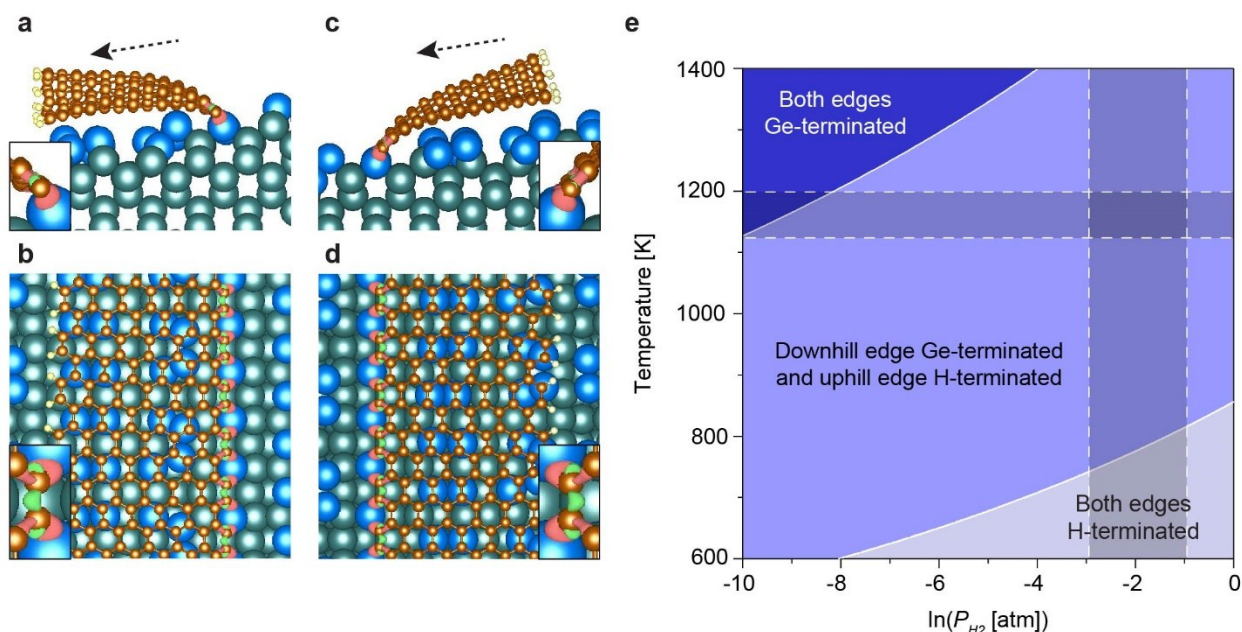 a
c
e
b
d
1400
1200
1000
800
600
Temperature [K]
Both edges
Ge-terminated
Downhill edge Ge-terminated
and uphill edge H-terminated
Both edges
H-terminated
-10
-8
-6
-4
-2
0
ln(P_H2 [atm])